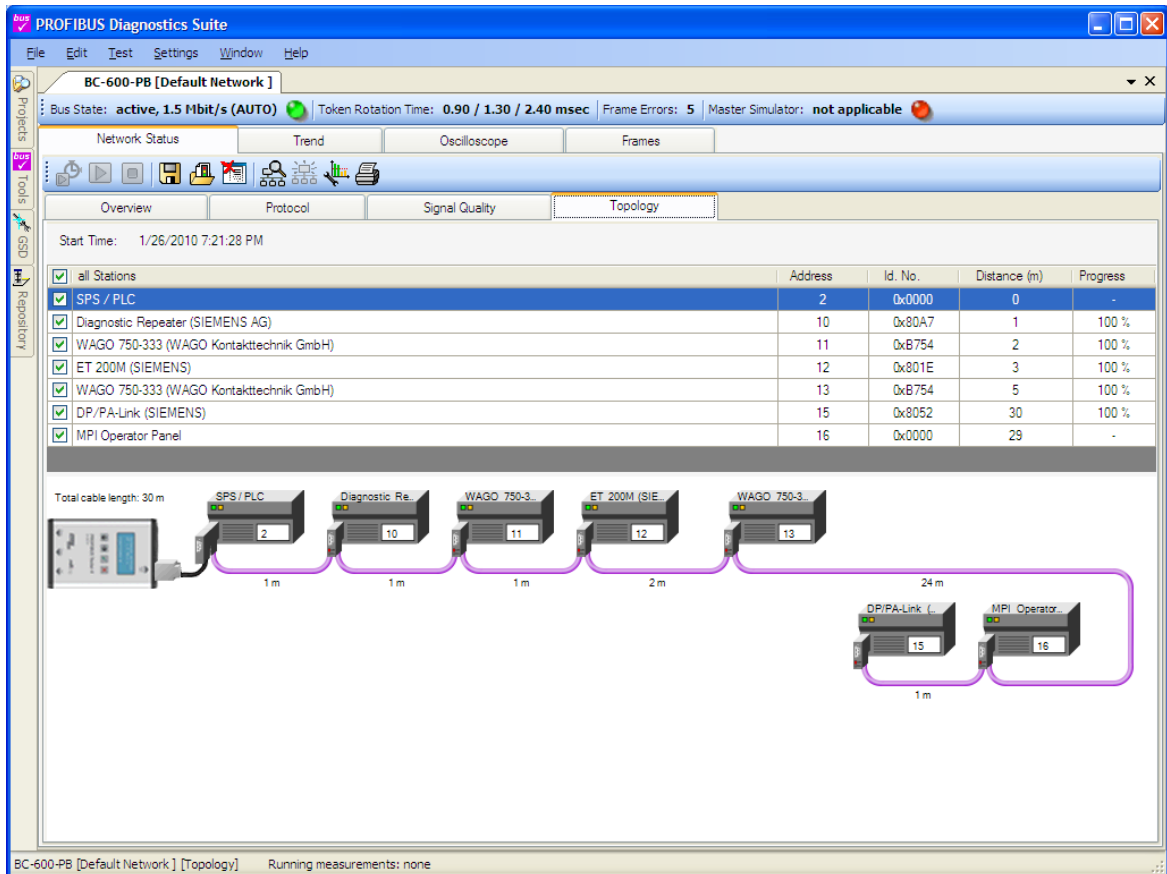 bus PROFIBUS Diagnostics Suite
File Edit Test Settings Window Help
BC-600-PB [Default Network ]
Bus State: active, 1.5 Mbit/s (AUTO) Token Rotation Time: 0.90 / 1.30 / 2.40 msec Frame Errors: 5 Master Simulator: not applicable
Projects
bus Tools
GSD
Repository
Network Status Trend Oscilloscope Frames
Overview Protocol Signal Quality Topology
Start Time: 1/26/2010 7:21:28 PM
all Stations Address Id. No. Distance (m) Progress
SPS / PLC 2 0x0000 0 -
Diagnostic Repeater (SIEMENS AG) 10 0x80A7 1 100 %
WAGO 750-333 (WAGO Kontakttechnik GmbH) 11 0xB754 2 100 %
ET 200M (SIEMENS) 12 0x801E 3 100 %
WAGO 750-333 (WAGO Kontakttechnik GmbH) 13 0xB754 5 100 %
DP/PA-Link (SIEMENS) 15 0x8052 30 100 %
MPI Operator Panel 16 0x0000 29 -
Total cable length: 30 m
SPS / PLC Diagnostic Re... WAGO 750-3... ET 200M (SIE... WAGO 750-3...
2 10 11 12 13
1 m 1 m 1 m 2 m 24 m
DP/PA-Link (... MPI Operator...
15 16
1 m
BC-600-PB [Default Network ] [Topology] Running measurements: none